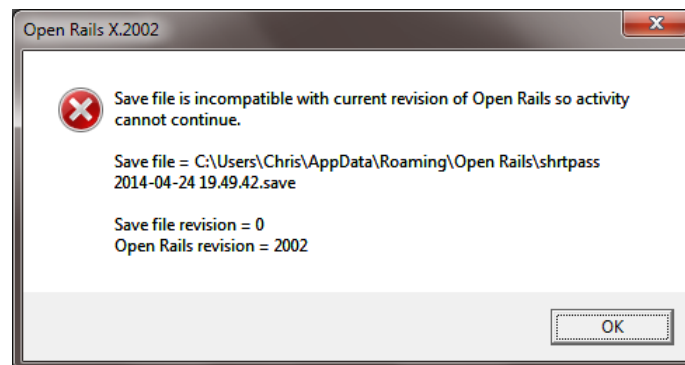 Open Rails X.2002
Save file is incompatible with current revision of Open Rails so activity
cannot continue.
Save file = C:\Users\Chris\AppData\Roaming\Open Rails\shrtpass
2014-04-24 19.49.42.save
Save file revision = 0
Open Rails revision = 2002
OK